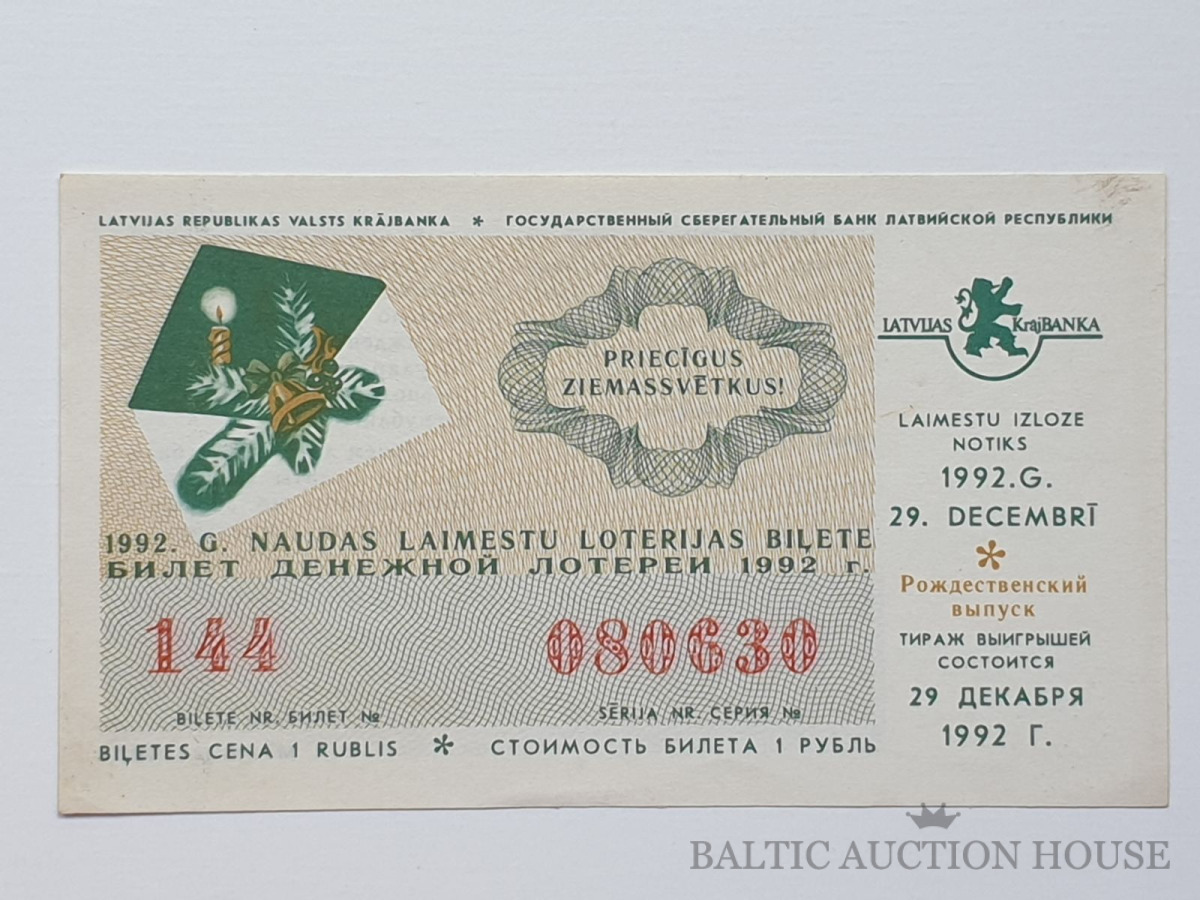 LATVIJAS REPUBLIKAS VALSTS KRĀJBANKA * ГОСУДАРСТВЕННЫЙ СБЕРЕГАТЕЛЬНЫЙ БАНК ЛАТВИЙСКОЙ РЕСПУБЛИКИ
PRIECĪGUS
ZIEMASSVĒTKUS!
LATVIJAS KrājBANKA
LAIMESTU IZLOZE
NOTIKS
1992.G.
29. DECEMBRĪ
*
Рождественский
выпуск
ТИРАЖ ВЫИГРЫШЕЙ
СОСТОИТСЯ
29 ДЕКАБРЯ
1992 Г.
1992. G. NAUDAS LAIMESTU LOTERIJAS BIĻETE
БИЛЕТ ДЕНЕЖНОЙ ЛОТЕРЕИ 1992 г.
144 080630
BIĻETE NR. БИЛЕТ № SĒRIJA NR. СЕРИЯ №
BIĻETES CENA 1 RUBLIS * СТОИМОСТЬ БИЛЕТА 1 РУБЛЬ
BALTIC AUCTION HOUSE